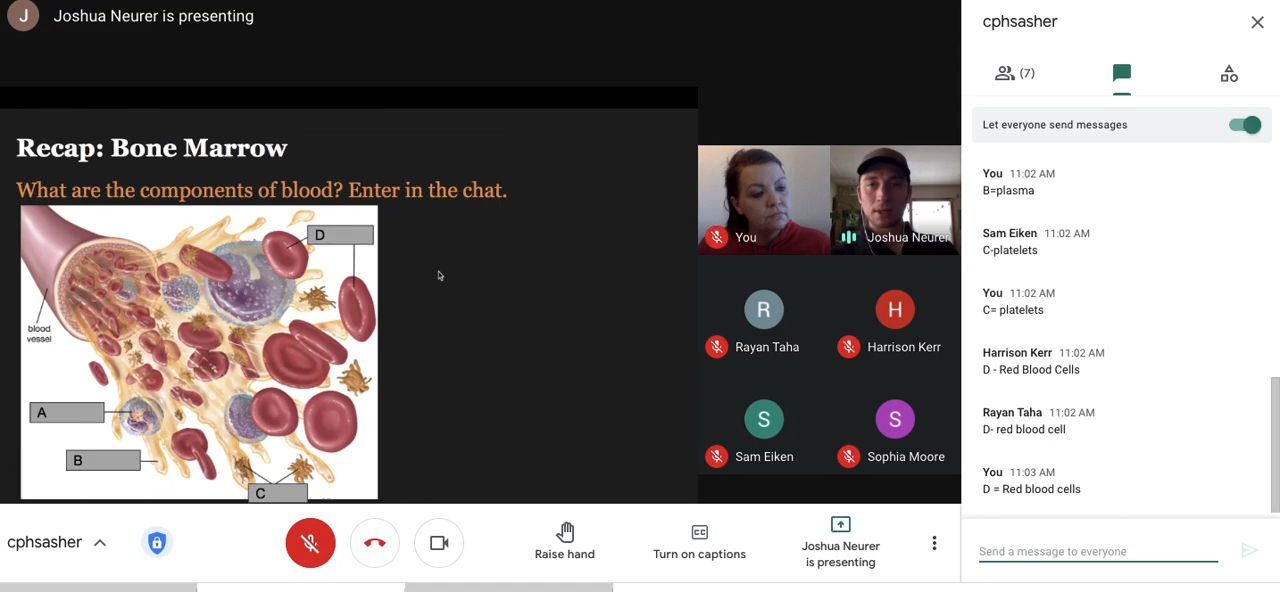 J
Joshua Neurer is presenting
Recap: Bone Marrow
What are the components of blood? Enter in the chat.
D
blood
vessel
A
B
C
You
Joshua Neurer
R
Rayan Taha
H
Harrison Kerr
S
Sam Eiken
S
Sophia Moore
cphsasher
Raise hand
CC
Turn on captions
Joshua Neurer
is presenting
cphsasher
(7)
Let everyone send messages
You 11:02 AM
B=plasma
Sam Eiken 11:02 AM
C-platelets
You 11:02 AM
C= platelets
Harrison Kerr 11:02 AM
D - Red Blood Cells
Rayan Taha 11:02 AM
D- red blood cell
You 11:03 AM
D = Red blood cells
Send a message to everyone